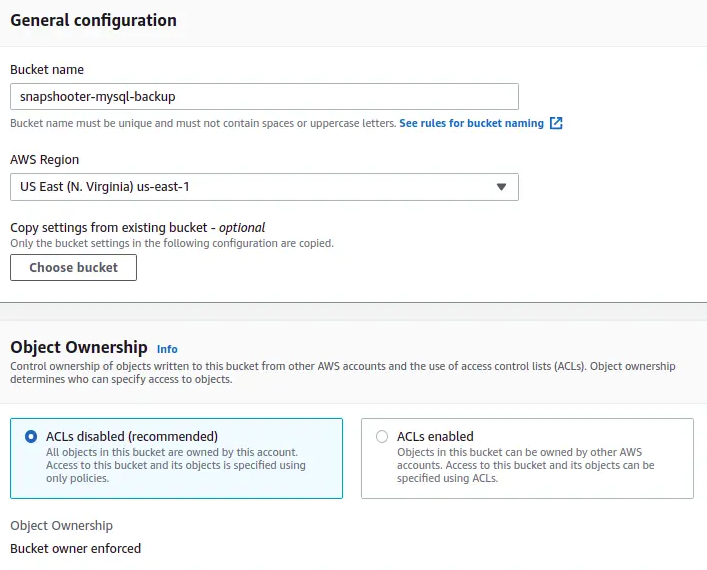 General configuration
Bucket name
snapshooter-mysql-backup
Bucket name must be unique and must not contain spaces or uppercase letters. See rules for bucket naming
AWS Region
US East (N. Virginia) us-east-1
Copy settings from existing bucket - optional
Only the bucket settings in the following configuration are copied.
Choose bucket
Object Ownership Info
Control ownership of objects written to this bucket from other AWS accounts and the use of access control lists (ACLs). Object ownership
determines who can specify access to objects.
ACLs disabled (recommended)
All objects in this bucket are owned by this account.
Access to this bucket and its objects is specified using
only policies.
ACLs enabled
Objects in this bucket can be owned by other AWS
accounts. Access to this bucket and its objects can be
specified using ACLs.
Object Ownership
Bucket owner enforced